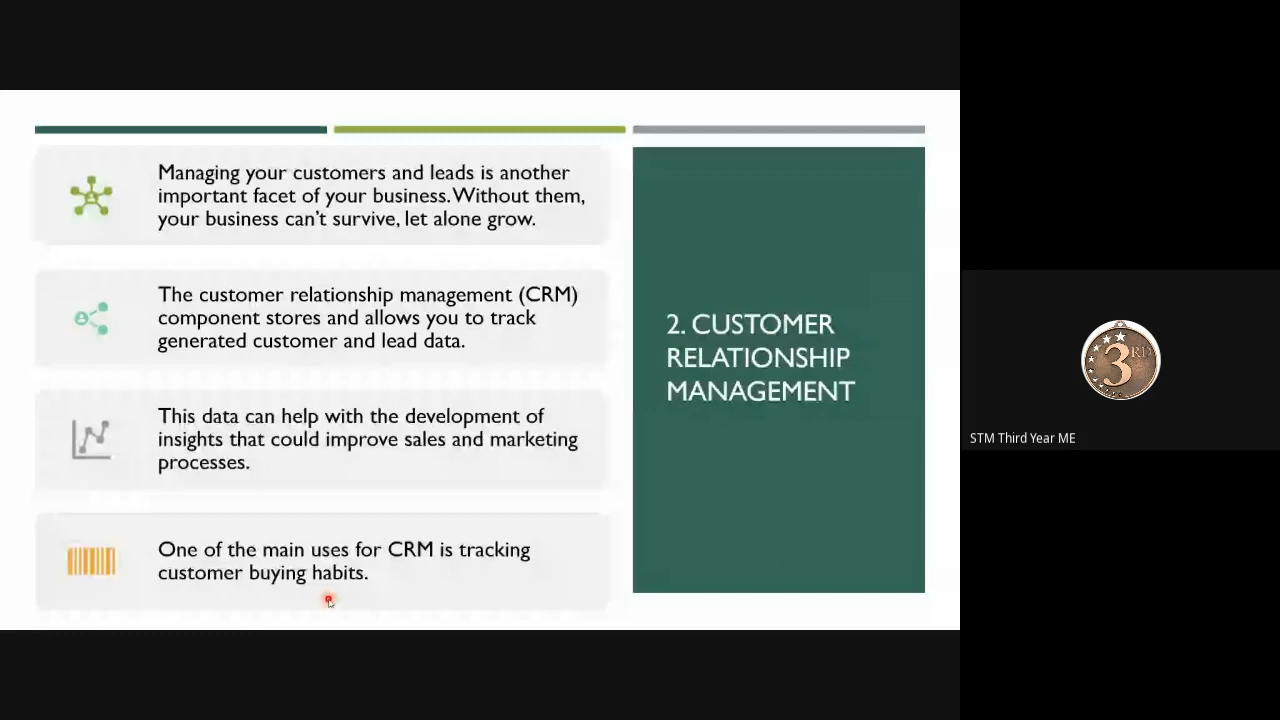 Managing your customers and leads is another
important facet of your business. Without them,
your business can't survive, let alone grow.
The customer relationship management (CRM)
component stores and allows you to track
generated customer and lead data.
This data can help with the development of
insights that could improve sales and marketing
processes.
One of the main uses for CRM is tracking
customer buying habits.
2. CUSTOMER
RELATIONSHIP
MANAGEMENT
3RD
STM Third Year ME